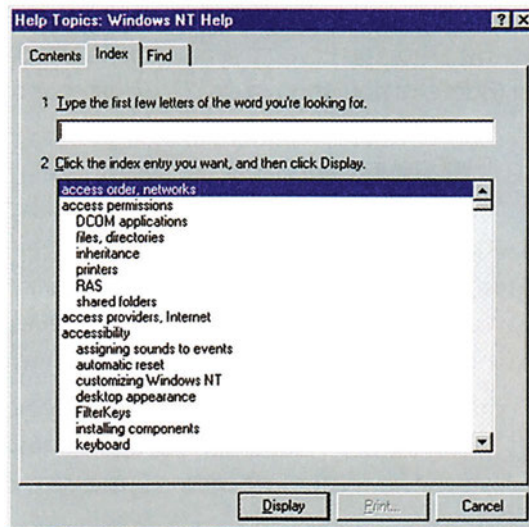 Help Topics: Windows NT Help
Contents Index Find
1 Type the first few letters of the word you're looking for.
2 Click the index entry you want, and then click Display.
access order, networks
access permissions
DCOM applications
files, directories
inheritance
printers
RAS
shared folders
access providers, Internet
accessibility
assigning sounds to events
automatic reset
customizing Windows NT
desktop appearance
FilterKeys
installing components
keyboard
Display Print... Cancel